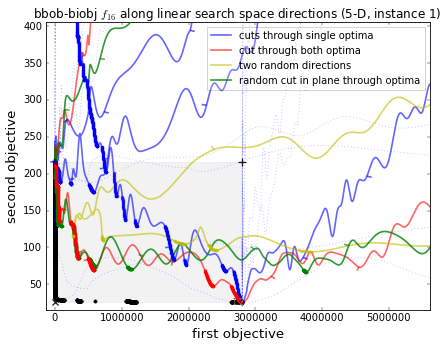 bbob-biobj f16 along linear search space directions (5-D, instance 1)
400
350
300
250
200
150
100
50
cuts through single optima
cut through both optima
two random directions
random cut in plane through optima
second objective
0 1000000 2000000 3000000 4000000 5000000
first objective